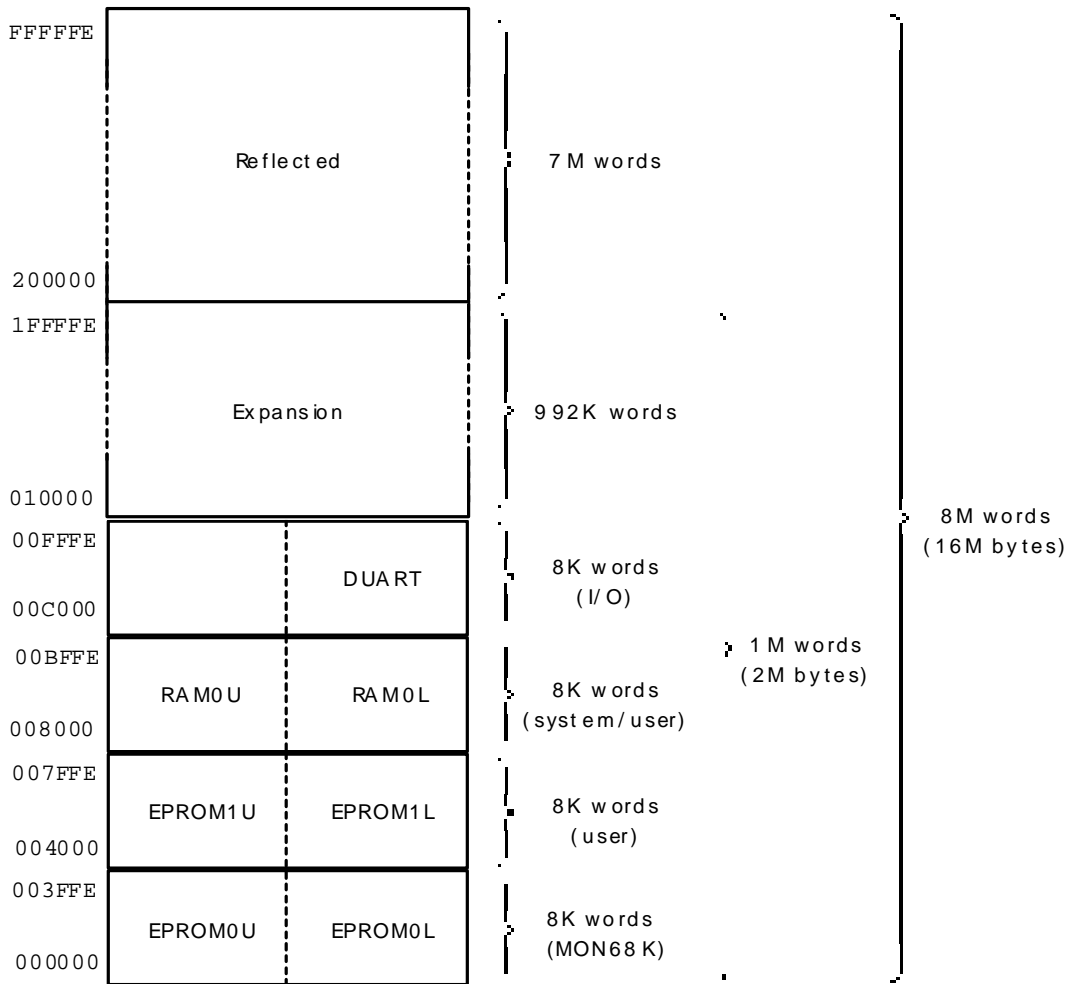 FFFFFE
Reflected
7M words
200000
1FFFFE
Expansion
992K words
010000
8M words
(16M bytes)
00FFFE
DUART
8K words
(I/O)
00C000
00BFFE
1M words
(2M bytes)
RAM0U
RAM0L
8K words
(system/user)
008000
007FFE
EPROM1U
EPROM1L
8K words
(user)
004000
003FFE
EPROM0U
EPROM0L
8K words
(MON68K)
000000